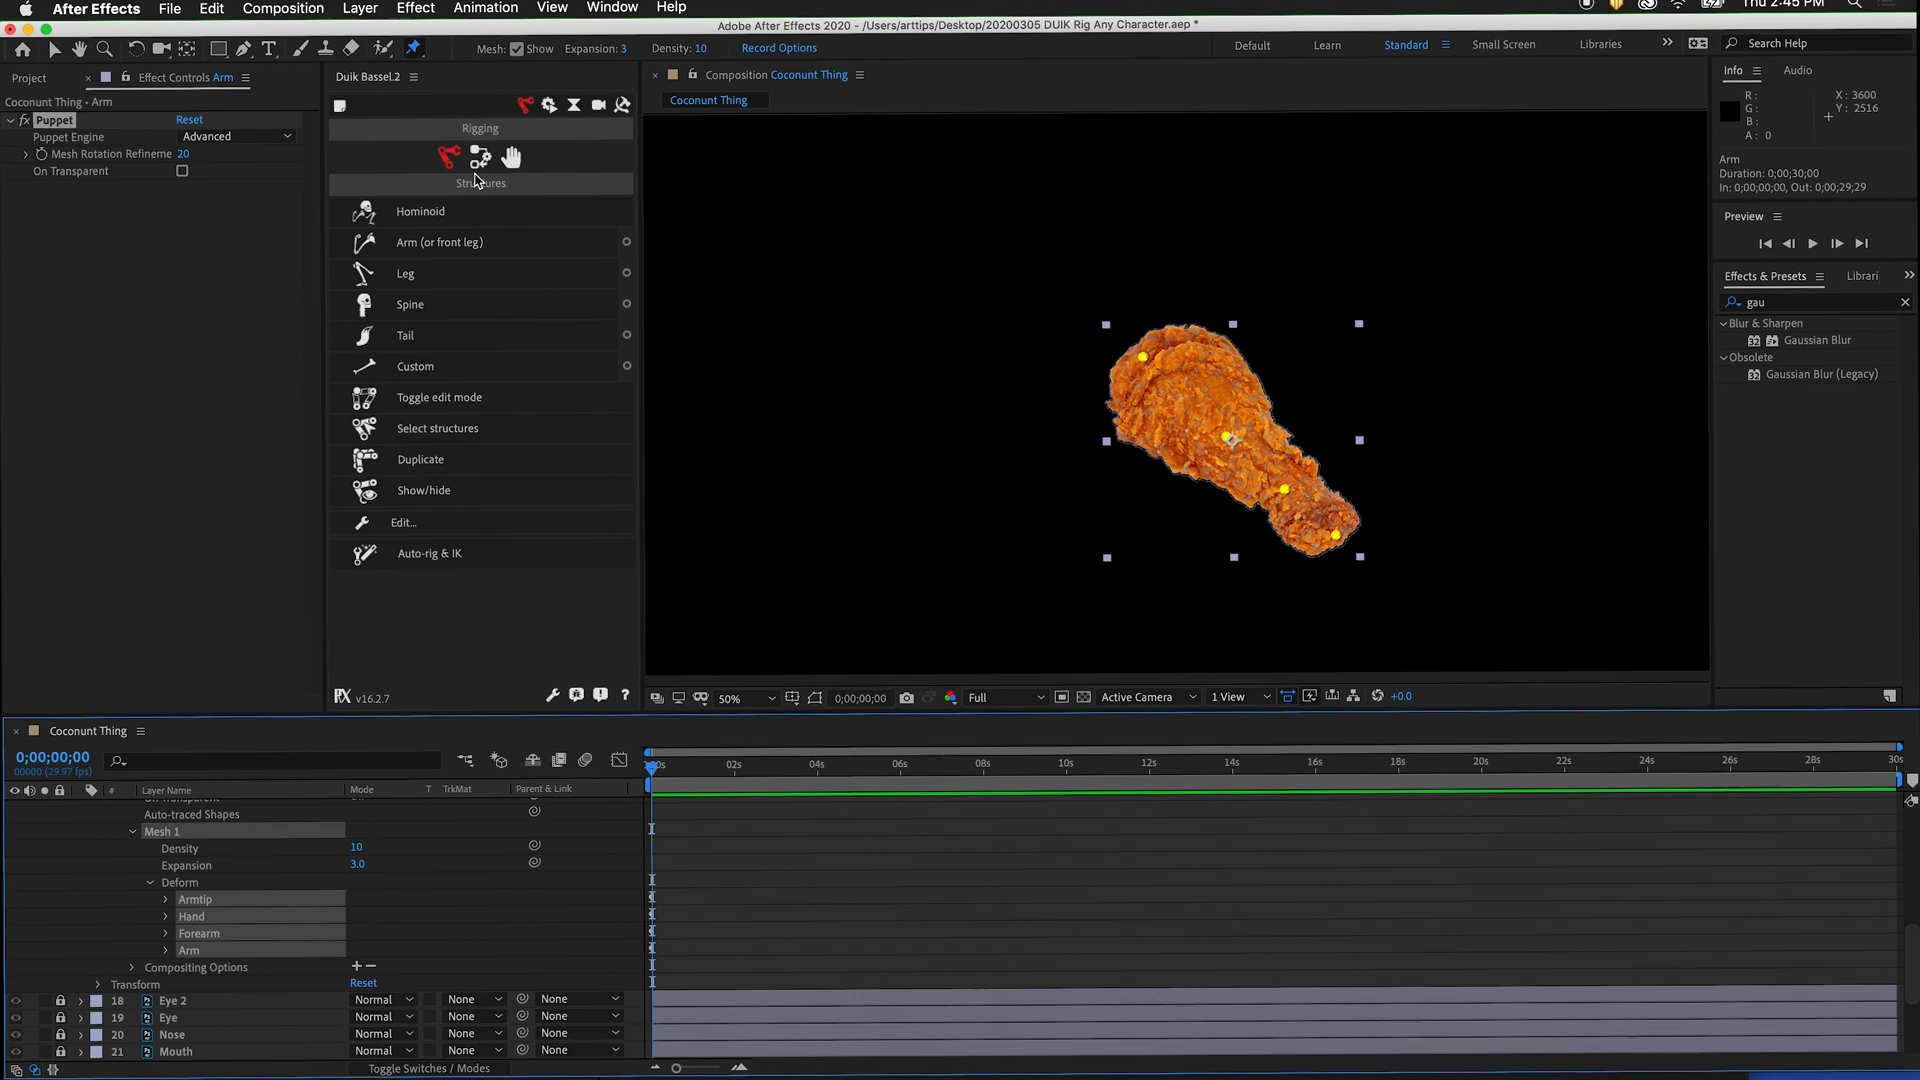 After Effects File Edit Composition Layer Effect Animation View Window Help
Thu 2:45 PM
Adobe After Effects 2020 - /Users/arttips/Desktop/20200305 DUIK Rig Any Character.aep *
Mesh: Show Expansion: 3 Density: 10 Record Options
Default Learn Standard Small Screen Libraries Search Help
Project Effect Controls Arm
Coconunt Thing • Arm
fx Puppet Reset
Puppet Engine Advanced
Mesh Rotation Refineme 20
On Transparent
Duik Bassel.2
Rigging
Structures
Hominoid
Arm (or front leg)
Leg
Spine
Tail
Custom
Toggle edit mode
Select structures
Duplicate
Show/hide
Edit...
Auto-rig & IK
v16.2.7
Composition Coconunt Thing
Coconunt Thing
50% 0;00;00;00 Full Active Camera 1 View +0.0
Info Audio
R: X: 3600
G: Y: 2516
B:
A: 0
Arm
Duration: 0;00;30;00
In: 0;00;00;00, Out: 0;00;29;29
Preview
Effects & Presets Librari
gau
Blur & Sharpen
Gaussian Blur
Obsolete
Gaussian Blur (Legacy)
Coconunt Thing
0;00;00;00
00000 (29.97 fps)
# Layer Name Mode T TrkMat Parent & Link
02s 04s 06s 08s 10s 12s 14s 16s 18s 20s 22s 24s 26s 28s 30s
Auto-traced Shapes
Mesh 1
Density 10
Expansion 3.0
Deform
Armtip
Hand
Forearm
Arm
Compositing Options +−
Transform Reset
18 Eye 2 Normal None None
19 Eye Normal None None
20 Nose Normal None None
21 Mouth Normal None None
Toggle Switches / Modes